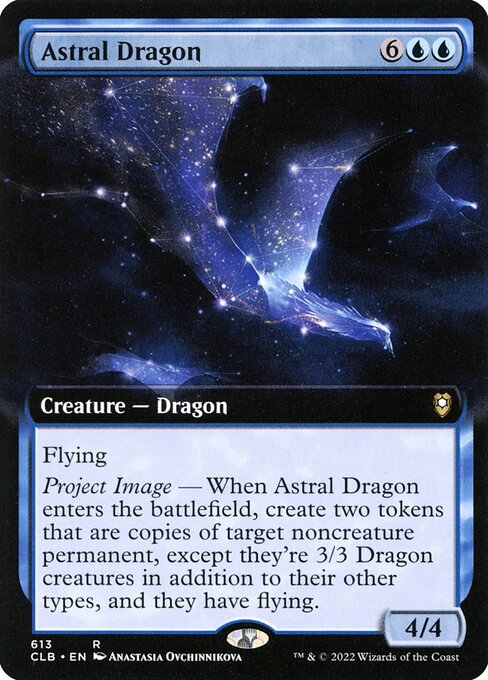 Astral Dragon 6
Creature — Dragon
Flying
Project Image — When Astral Dragon
enters the battlefield, create two tokens
that are copies of target noncreature
permanent, except they're 3/3 Dragon
creatures in addition to their other
types, and they have flying.
4/4
613 R
CLB • EN Anastasia Ovchinnikova ™ & © 2022 Wizards of the Coast